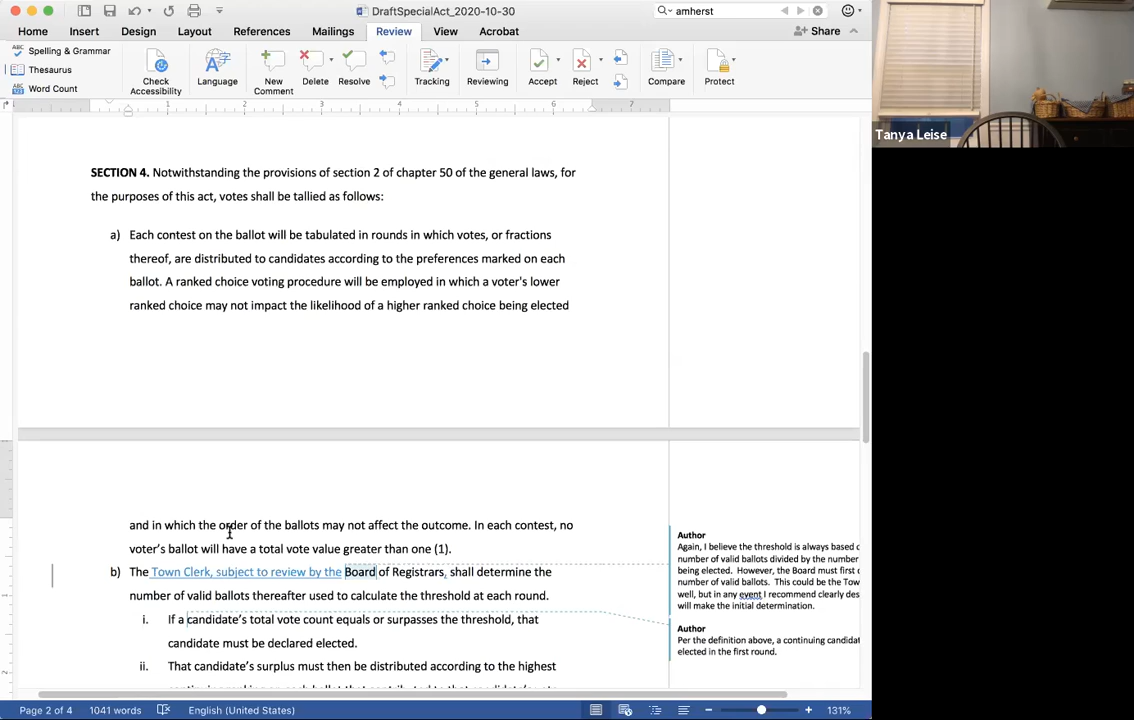 DraftSpecialAct_2020-10-30
amherst
Home Insert Design Layout References Mailings Review View Acrobat
Share
Spelling & Grammar
Thesaurus
Word Count
Check Accessibility
Language
New Comment
Delete
Resolve
Tracking
Reviewing
Accept
Reject
Compare
Protect
Tanya Leise
1 2 3 4 5 6 7
SECTION 4. Notwithstanding the provisions of section 2 of chapter 50 of the general laws, for
the purposes of this act, votes shall be tallied as follows:
a) Each contest on the ballot will be tabulated in rounds in which votes, or fractions
thereof, are distributed to candidates according to the preferences marked on each
ballot. A ranked choice voting procedure will be employed in which a voter's lower
ranked choice may not impact the likelihood of a higher ranked choice being elected
and in which the order of the ballots may not affect the outcome. In each contest, no
voter's ballot will have a total vote value greater than one (1).
b) The Town Clerk, subject to review by the Board of Registrars, shall determine the
number of valid ballots thereafter used to calculate the threshold at each round.
i. If a candidate's total vote count equals or surpasses the threshold, that
candidate must be declared elected.
ii. That candidate's surplus must then be distributed according to the highest
Author
Again, I believe the threshold is always based
number of valid ballots divided by the number
being elected. However, the Board must first
number of valid ballots. This could be the Tow
well, but in any event I recommend clearly des
will make the initial determination.
Author
Per the definition above, a continuing candidat
elected in the first round.
Page 2 of 4 1041 words English (United States) 131%